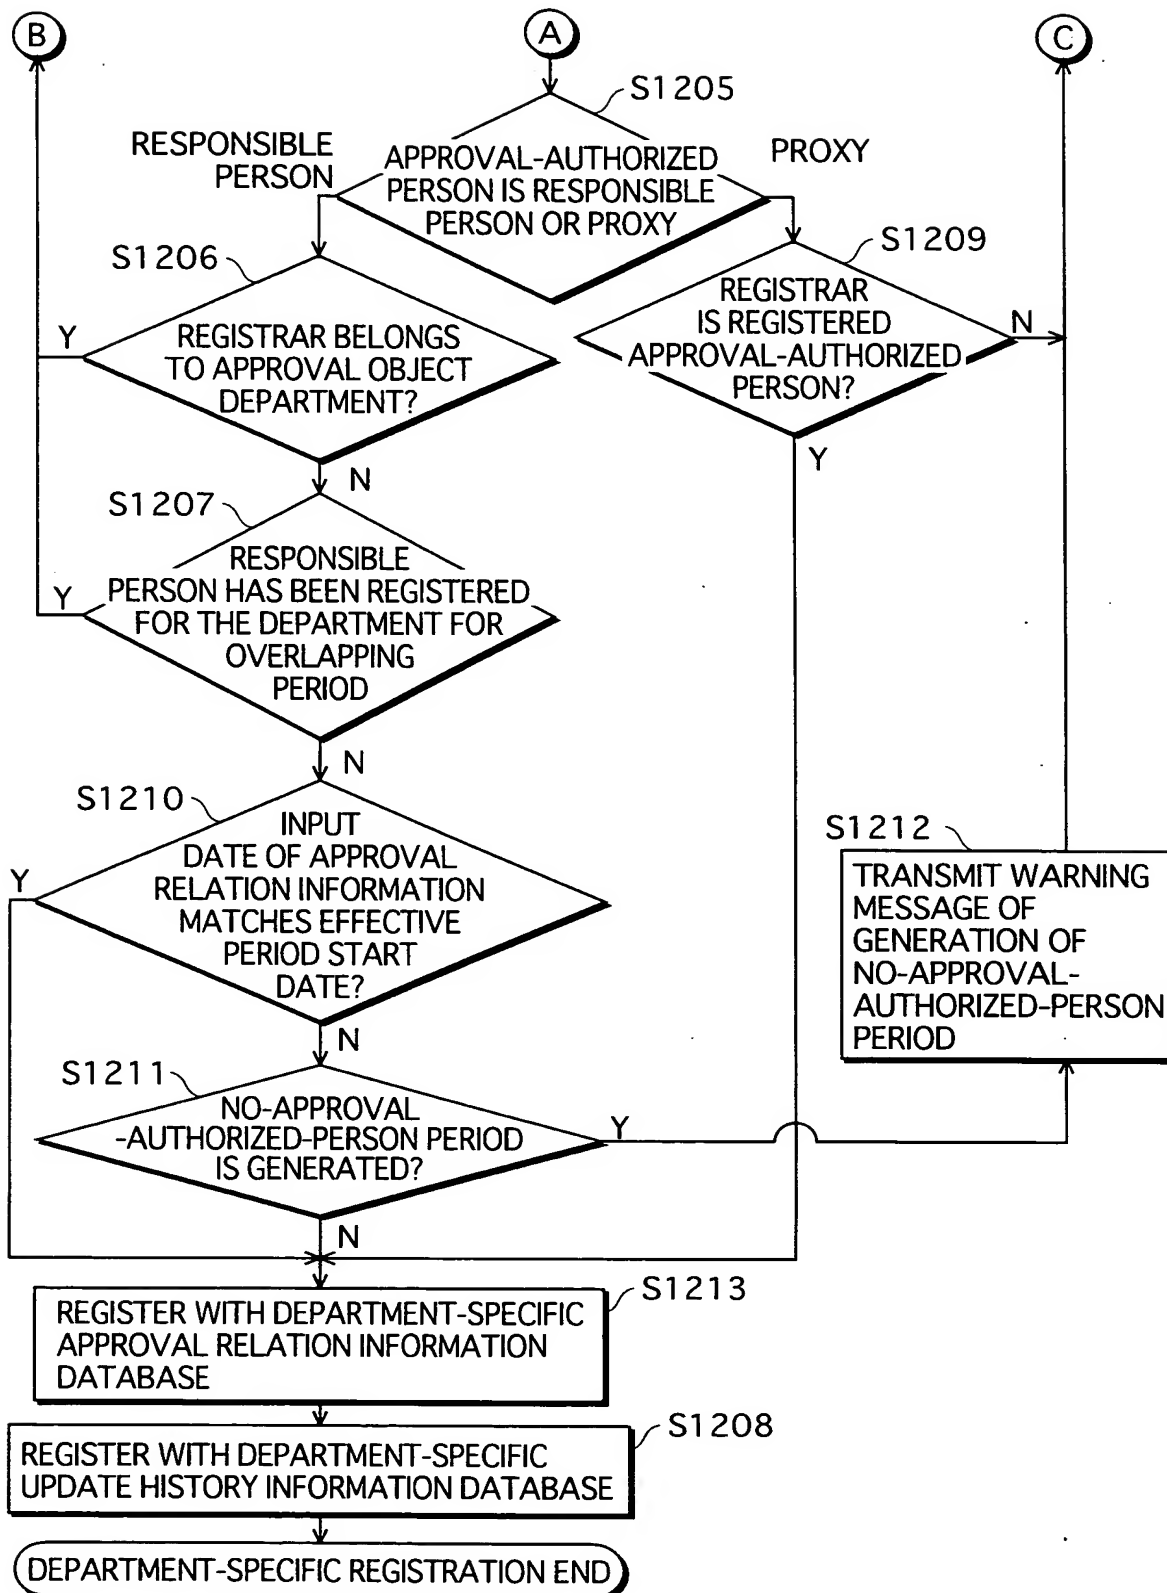 B
A
C
S1205
RESPONSIBLE
PERSON
APPROVAL-AUTHORIZED
PERSON IS RESPONSIBLE
PERSON OR PROXY
PROXY
S1206
S1209
REGISTRAR BELONGS
TO APPROVAL OBJECT
DEPARTMENT?
Y
N
REGISTRAR
IS REGISTERED
APPROVAL-AUTHORIZED
PERSON?
N
Y
S1207
RESPONSIBLE
PERSON HAS BEEN REGISTERED
FOR THE DEPARTMENT FOR
OVERLAPPING
PERIOD
Y
N
S1210
INPUT
DATE OF APPROVAL
RELATION INFORMATION
MATCHES EFFECTIVE
PERIOD START
DATE?
Y
N
S1212
TRANSMIT WARNING
MESSAGE OF
GENERATION OF
NO-APPROVAL-
AUTHORIZED-PERSON
PERIOD
S1211
NO-APPROVAL
-AUTHORIZED-PERSON PERIOD
IS GENERATED?
Y
N
S1213
REGISTER WITH DEPARTMENT-SPECIFIC
APPROVAL RELATION INFORMATION
DATABASE
S1208
REGISTER WITH DEPARTMENT-SPECIFIC
UPDATE HISTORY INFORMATION DATABASE
DEPARTMENT-SPECIFIC REGISTRATION END